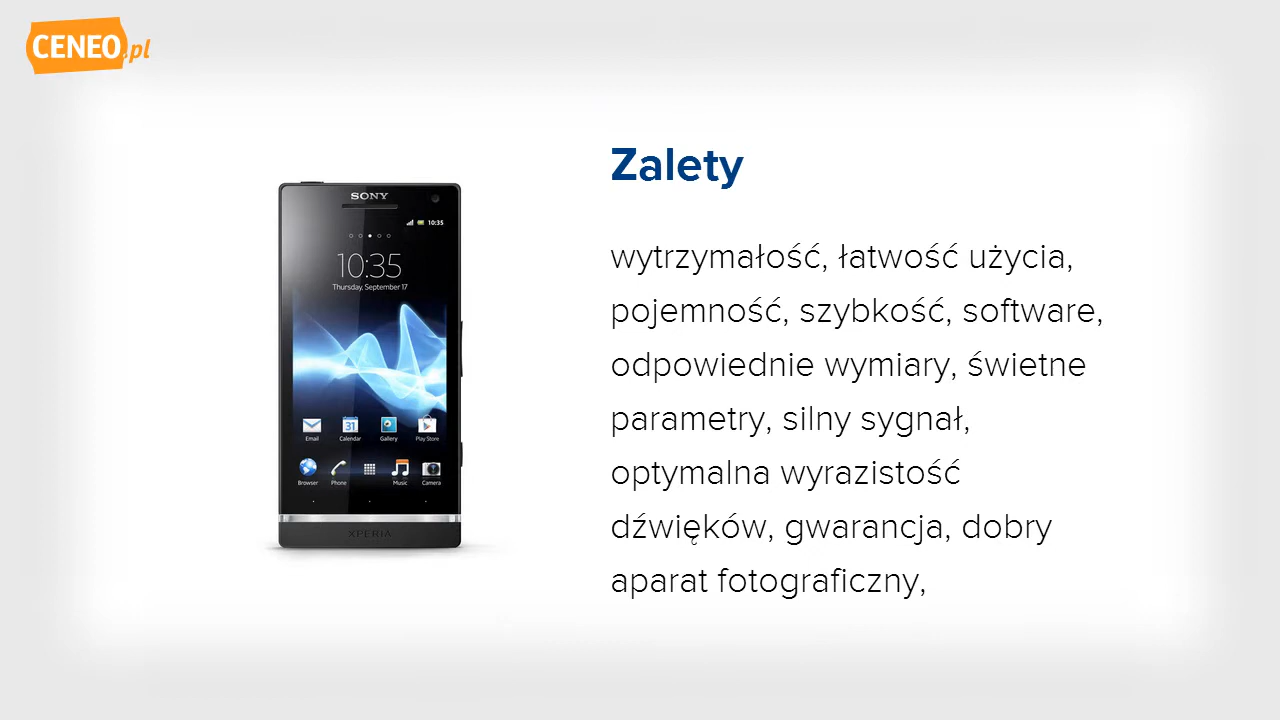 CENEO.pl
Zalety
wytrzymałość, łatwość użycia,
pojemność, szybkość, software,
odpowiednie wymiary, świetne
parametry, silny sygnał,
optymalna wyrazistość
dźwięków, gwarancja, dobry
aparat fotograficzny,
SONY
10:35
10:35
Thursday, September 17
31
Email Calendar Gallery Play Store
Browser Phone Music Camera
XPERIA